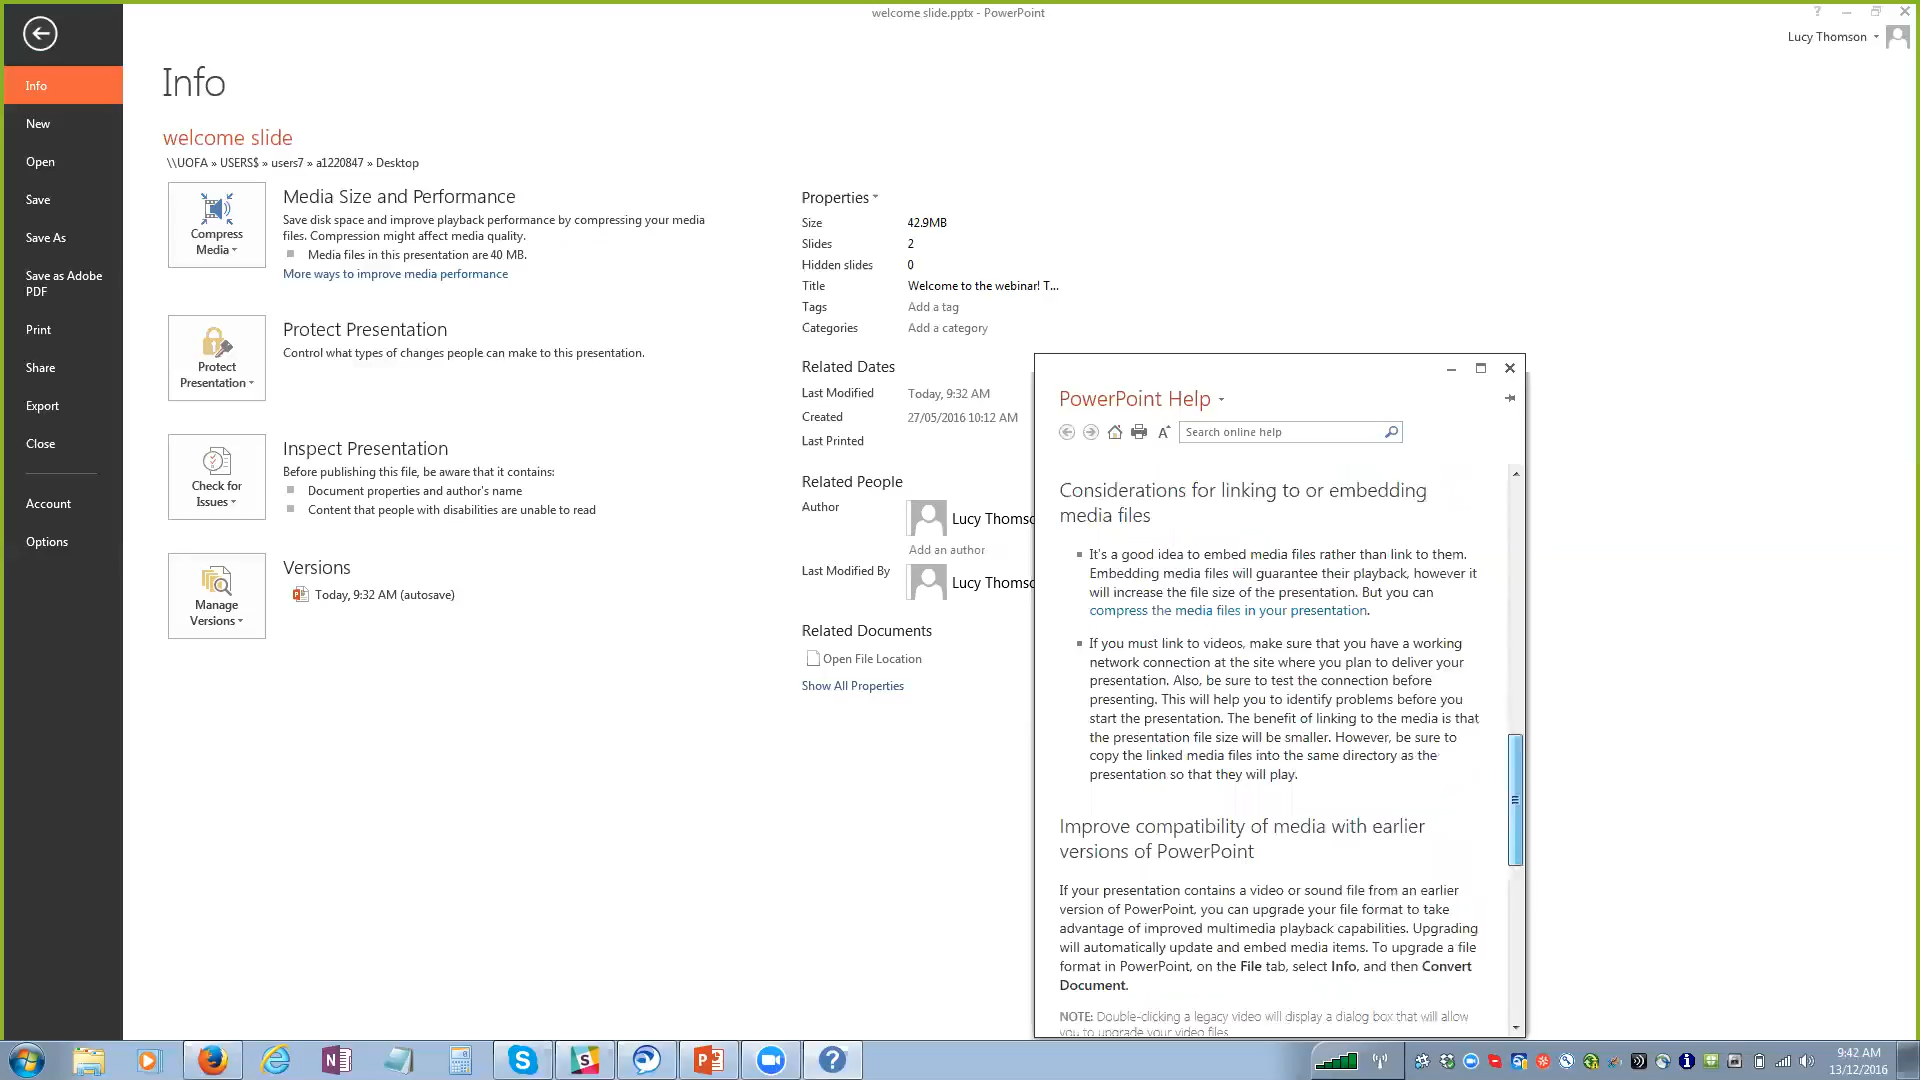 welcome slide.pptx - PowerPoint
?
Lucy Thomson
Info
New
Open
Save
Save As
Save as Adobe
PDF
Print
Share
Export
Close
Account
Options
Info
welcome slide
\\UOFA » USERS$ » users7 » a1220847 » Desktop
Compress
Media
Media Size and Performance
Save disk space and improve playback performance by compressing your media
files. Compression might affect media quality.
Media files in this presentation are 40 MB.
More ways to improve media performance
Protect
Presentation
Protect Presentation
Control what types of changes people can make to this presentation.
Check for
Issues
Inspect Presentation
Before publishing this file, be aware that it contains:
Document properties and author's name
Content that people with disabilities are unable to read
Manage
Versions
Versions
Today, 9:32 AM (autosave)
Properties
Size 42.9MB
Slides 2
Hidden slides 0
Title Welcome to the webinar! T...
Tags Add a tag
Categories Add a category
Related Dates
Last Modified Today, 9:32 AM
Created 27/05/2016 10:12 AM
Last Printed
Related People
Author Lucy Thomso
Add an author
Last Modified By Lucy Thomso
Related Documents
Open File Location
Show All Properties
PowerPoint Help
Search online help
Considerations for linking to or embedding
media files
It's a good idea to embed media files rather than link to them.
Embedding media files will guarantee their playback, however it
will increase the file size of the presentation. But you can
compress the media files in your presentation.
If you must link to videos, make sure that you have a working
network connection at the site where you plan to deliver your
presentation. Also, be sure to test the connection before
presenting. This will help you to identify problems before you
start the presentation. The benefit of linking to the media is that
the presentation file size will be smaller. However, be sure to
copy the linked media files into the same directory as the
presentation so that they will play.
Improve compatibility of media with earlier
versions of PowerPoint
If your presentation contains a video or sound file from an earlier
version of PowerPoint, you can upgrade your file format to take
advantage of improved multimedia playback capabilities. Upgrading
will automatically update and embed media items. To upgrade a file
format in PowerPoint, on the File tab, select Info, and then Convert
Document.
NOTE: Double-clicking a legacy video will display a dialog box that will allow
you to upgrade your video files
9:42 AM
13/12/2016